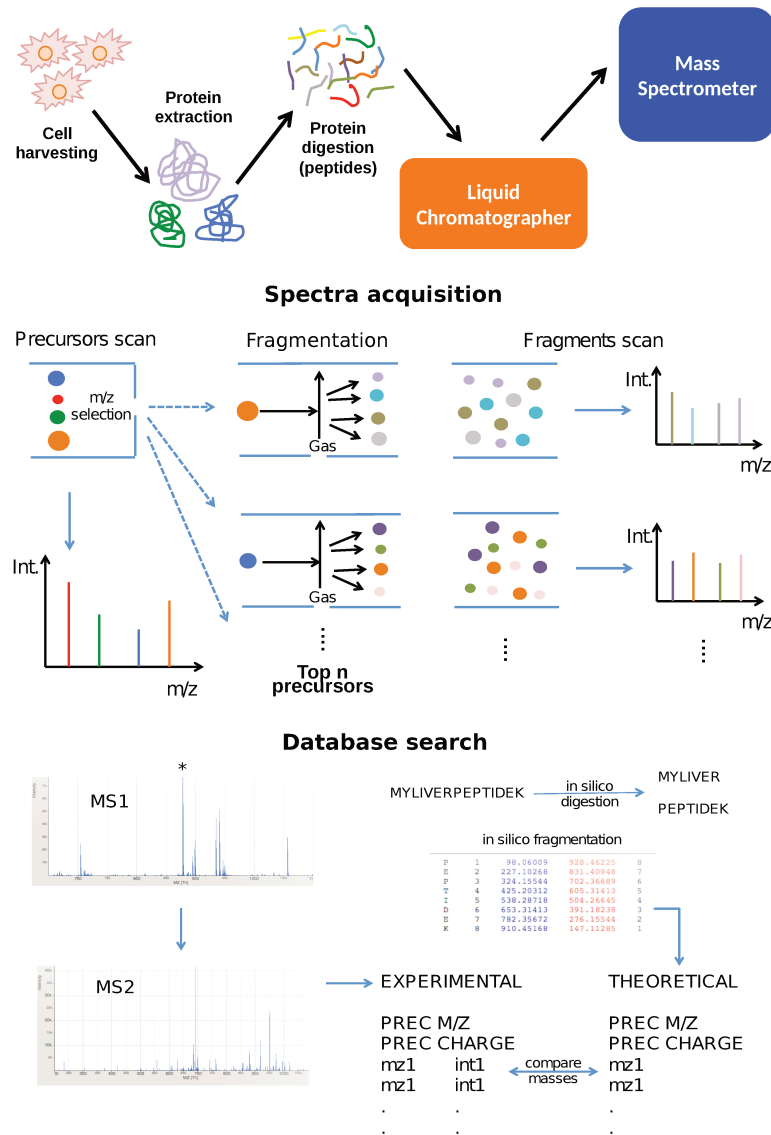 Cell
harvesting
Protein
extraction
Protein
digestion
(peptides)
Liquid
Chromatographer
Mass
Spectrometer
Spectra acquisition
Precursors scan
Fragmentation
Fragments scan
m/z
selection
Gas
Int.
m/z
Gas
Int.
m/z
Int.
m/z
Top n
precursors
Database search
*
MS1
MZ [Th]
MYLIVERPEPTIDEK
in silico
digestion
MYLIVER
PEPTIDEK
in silico fragmentation
P 1 98.06009 928.46225 8
E 2 227.10268 831.40948 7
P 3 324.15544 702.36689 6
T 4 425.20312 605.31413 5
I 5 538.28718 504.26645 4
D 6 653.31413 391.18238 3
E 7 782.35672 276.15544 2
K 8 910.45168 147.11285 1
MS2
MZ [Th]
EXPERIMENTAL
PREC M/Z
PREC CHARGE
mz1 int1
mz1 int1
. .
. .
compare
masses
THEORETICAL
PREC M/Z
PREC CHARGE
mz1
mz1
.
.